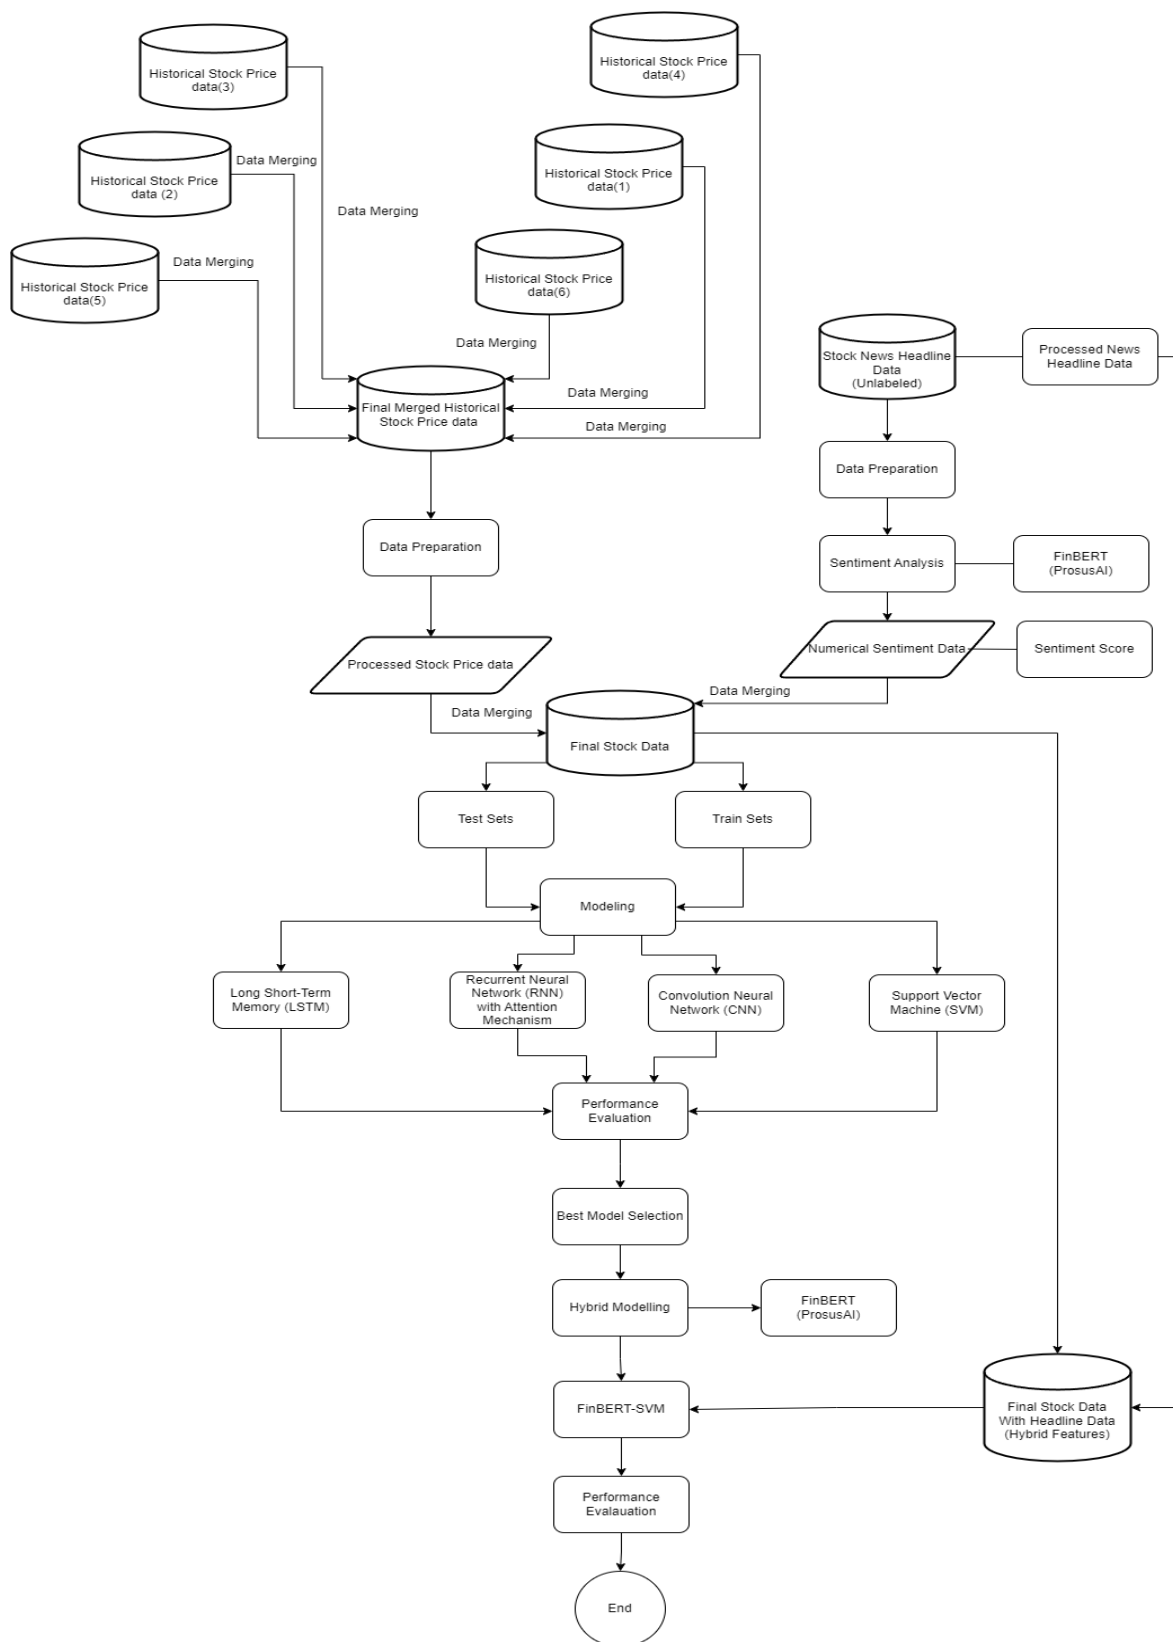 Historical Stock Price
data(3)
Historical Stock Price
data(4)
Historical Stock Price
data (2)
Data Merging
Historical Stock Price
data(1)
Data Merging
Historical Stock Price
data(5)
Data Merging
Historical Stock Price
data(6)
Data Merging
Stock News Headline
Data
(Unlabeled)
Processed News
Headline Data
Final Merged Historical
Stock Price data
Data Merging
Data Merging
Data Preparation
Data Preparation
Sentiment Analysis
FinBERT
(ProsusAI)
Processed Stock Price data
Numerical Sentiment Data
Sentiment Score
Data Merging
Data Merging
Final Stock Data
Test Sets
Train Sets
Modeling
Long Short-Term
Memory (LSTM)
Recurrent Neural
Network (RNN)
with Attention
Mechanism
Convolution Neural
Network (CNN)
Support Vector
Machine (SVM)
Performance
Evaluation
Best Model Selection
Hybrid Modelling
FinBERT
(ProsusAI)
FinBERT-SVM
Final Stock Data
With Headline Data
(Hybrid Features)
Performance
Evalauation
End